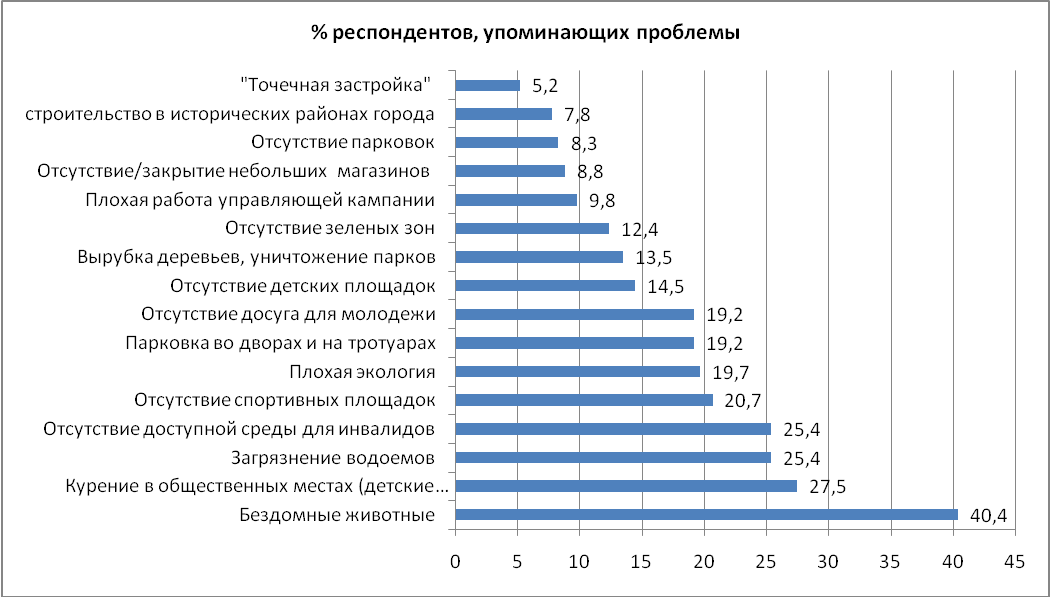 % респондентов, упоминающих проблемы
"Точечная застройка" 5,2
строительство в исторических районах города 7,8
Отсутствие парковок 8,3
Отсутствие/закрытие небольших магазинов 8,8
Плохая работа управляющей кампании 9,8
Отсутствие зеленых зон 12,4
Вырубка деревьев, уничтожение парков 13,5
Отсутствие детских площадок 14,5
Отсутствие досуга для молодежи 19,2
Парковка во дворах и на тротуарах 19,2
Плохая экология 19,7
Отсутствие спортивных площадок 20,7
Отсутствие доступной среды для инвалидов 25,4
Загрязнение водоемов 25,4
Курение в общественных местах (детские... 27,5
Бездомные животные 40,4
0 5 10 15 20 25 30 35 40 45